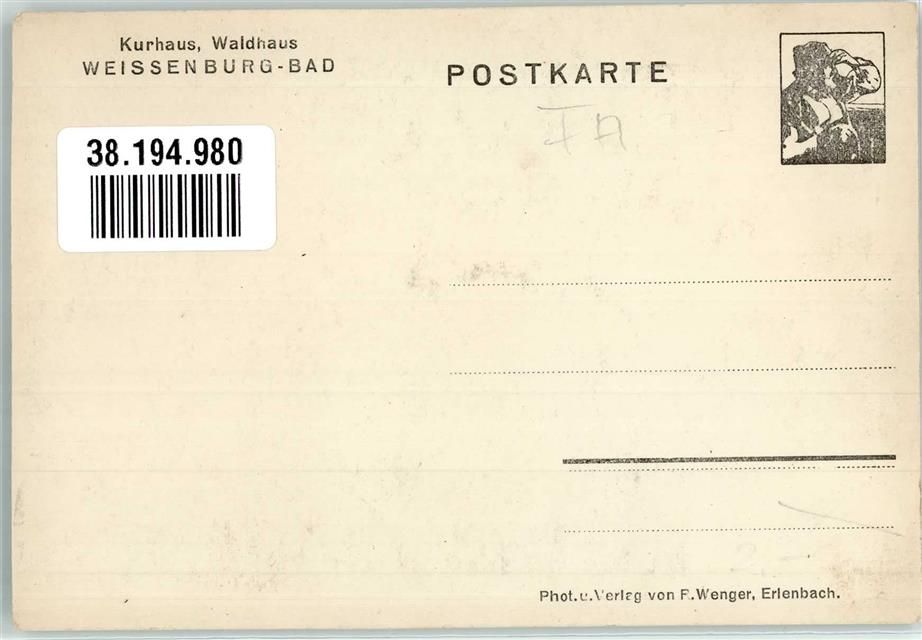 Kurhaus, Waldhaus
WEISSENBURG-BAD
POSTKARTE
38.194.980
Phot.u.Verlag von F.Wenger, Erlenbach.